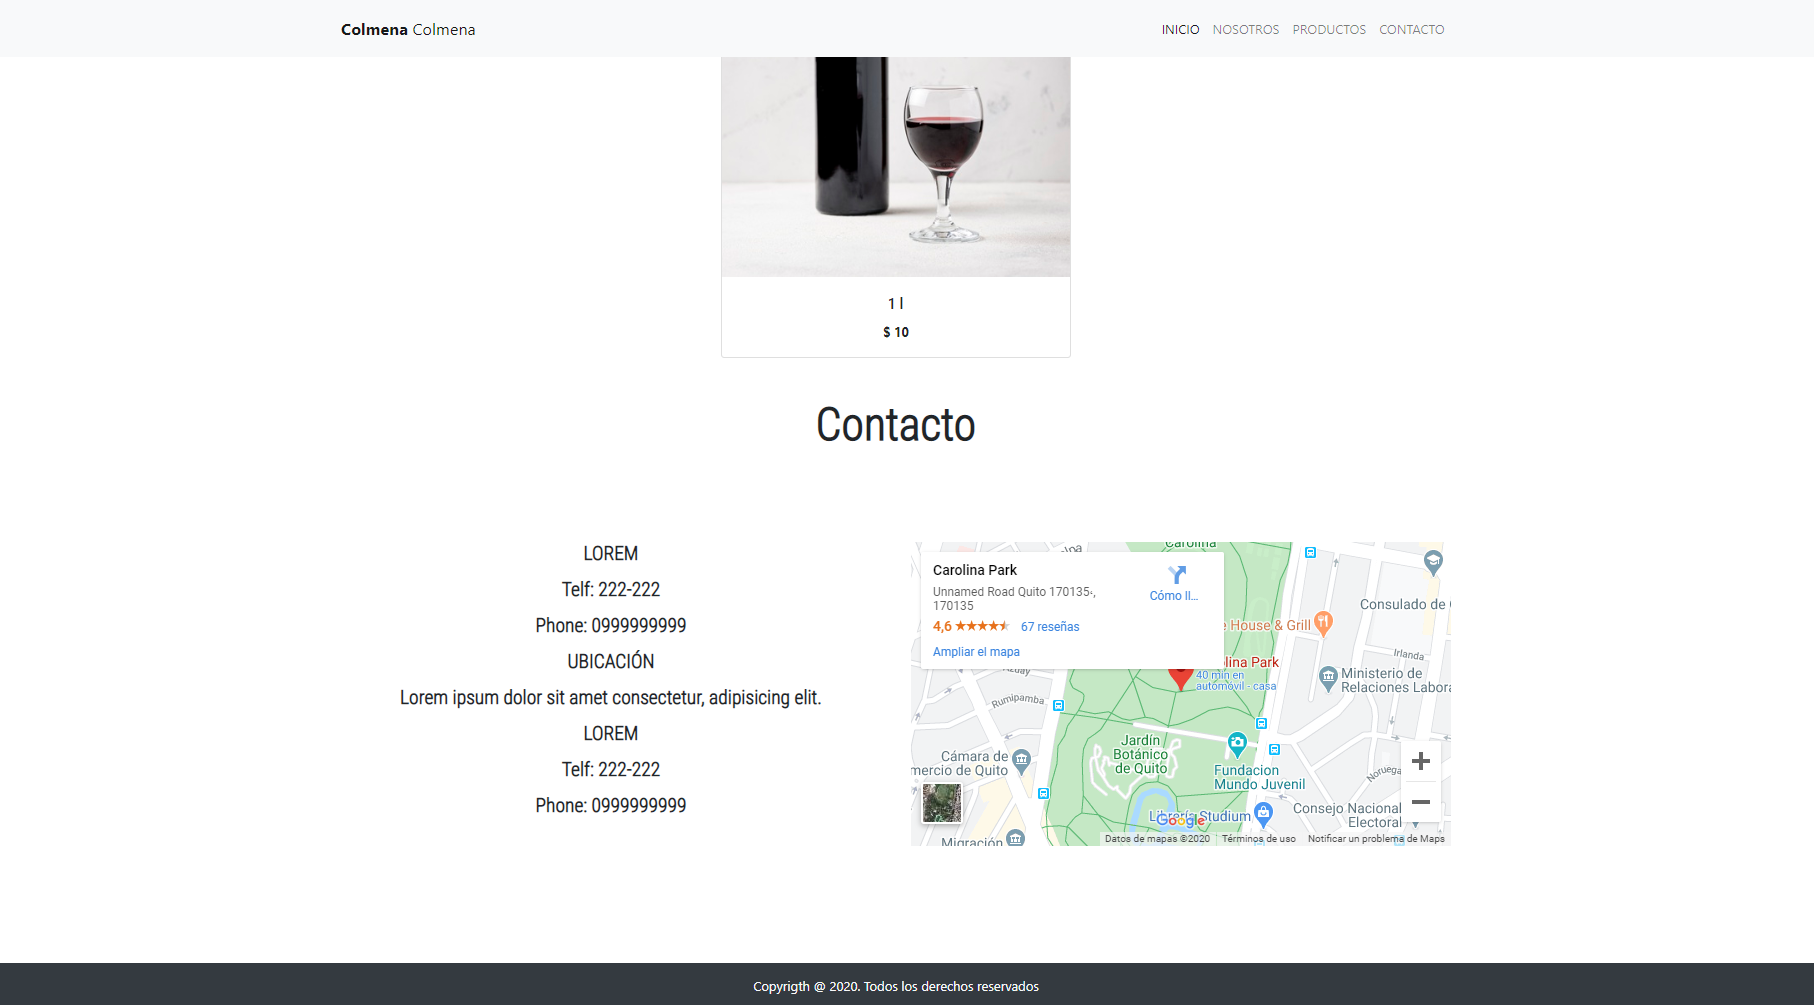 Colmena Colmena
INICIO NOSOTROS PRODUCTOS CONTACTO
1 l
$ 10
Contacto
LOREM
Telf: 222-222
Phone: 0999999999
UBICACIÓN
Lorem ipsum dolor sit amet consectetur, adipisicing elit.
LOREM
Telf: 222-222
Phone: 0999999999
Carolina
Carolina Park
Unnamed Road Quito 170135-,
170135
4,6
67 reseñas
Ampliar el mapa
Cómo ll...
Consulado de
House & Grill
lina Park
40 min en
automóvil - casa
Irlanda
Ministerio de
Relaciones Labora
Rumipamba
Jardín
Botánico
de Quito
Cámara de
mercio de Quito
Fundacion
Mundo Juvenil
Noruega
Consejo Nacional
Electoral
Librería Studium
Google
Migración
Datos de mapas ©2020 Términos de uso Notificar un problema de Maps
Copyrigth @ 2020. Todos los derechos reservados